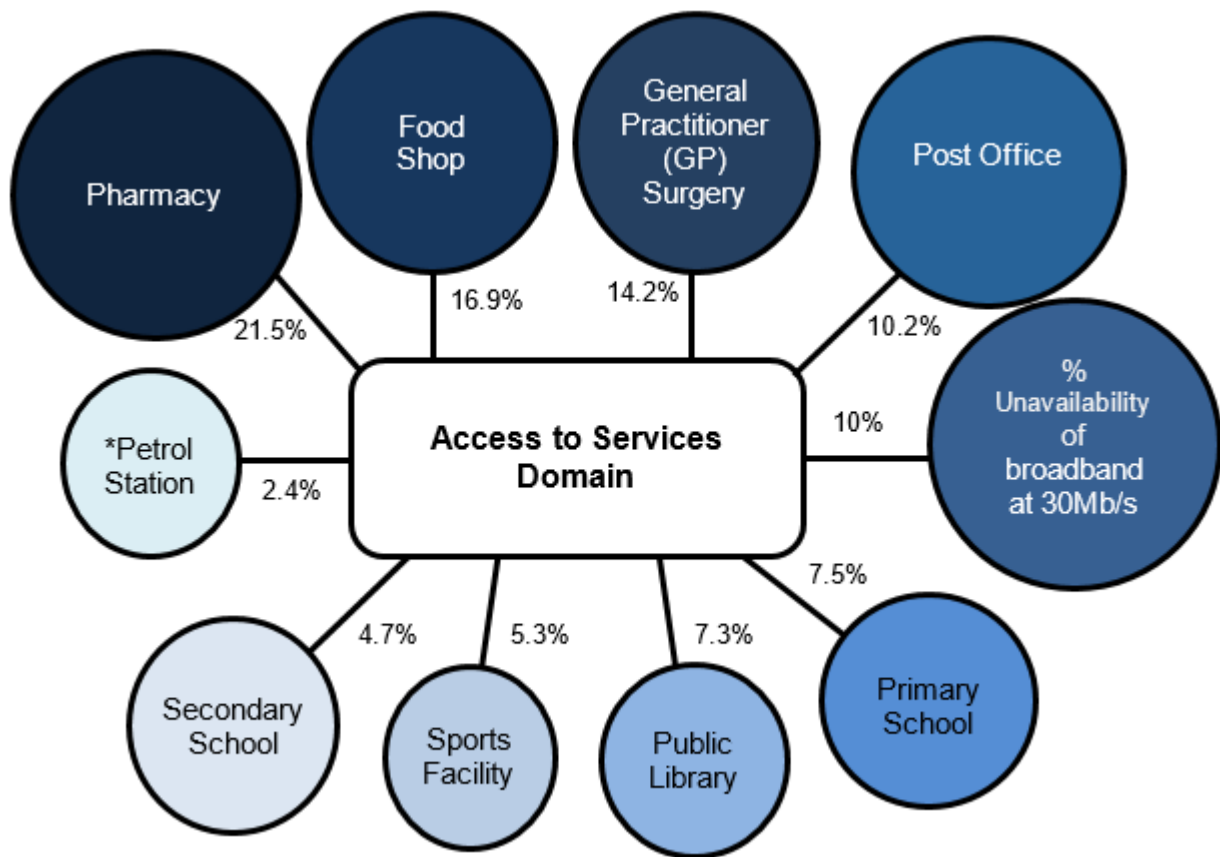 Pharmacy
21.5%
Food
Shop
16.9%
General
Practitioner
(GP)
Surgery
14.2%
Post Office
10.2%
%
Unavailability
of
broadband
at 30Mb/s
10%
Access to Services
Domain
*Petrol
Station
2.4%
Secondary
School
4.7%
Sports
Facility
5.3%
Public
Library
7.3%
Primary
School
7.5%